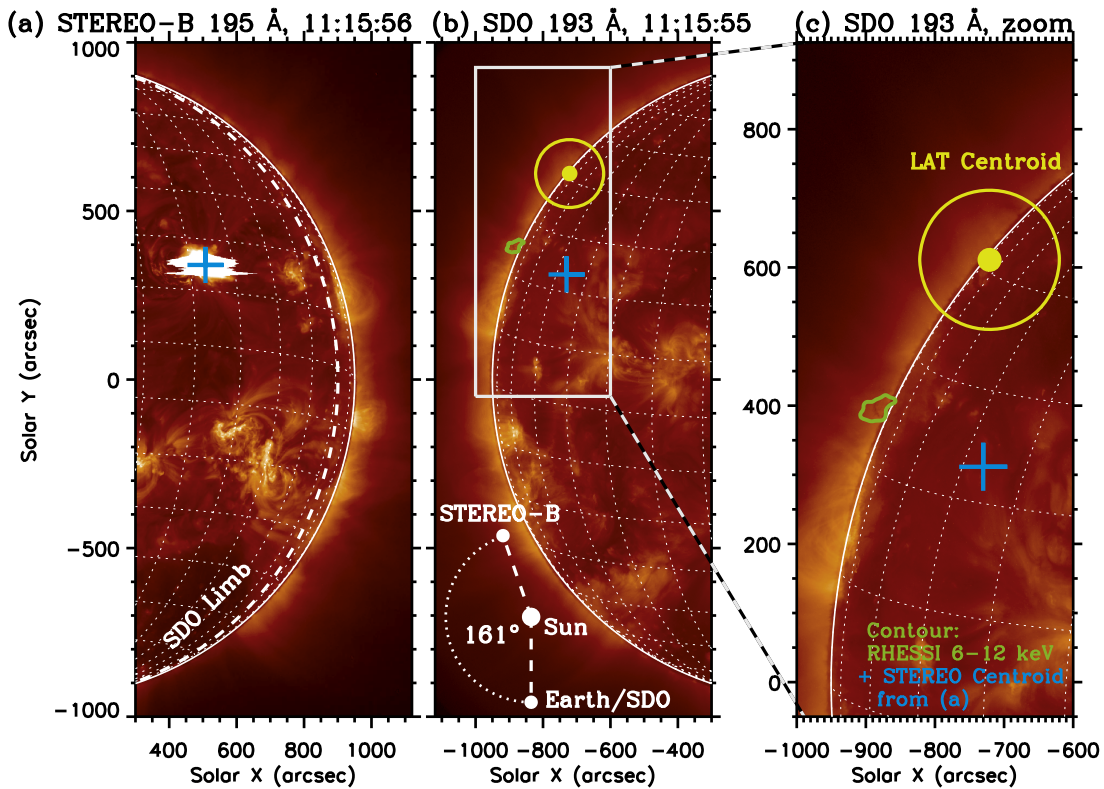 (a) STEREO-B 195 Å, 11:15:56
(b) SDO 193 Å, 11:15:55
(c) SDO 193 Å, zoom
1000
500
0
-500
-1000
Solar Y (arcsec)
400 600 800 1000
Solar X (arcsec)
SDO Limb
STEREO-B
161°
Sun
Earth/SDO
-1000 -800 -600 -400
Solar X (arcsec)
800
600
400
200
0
LAT Centroid
Contour:
RHESSI 6-12 keV
+ STEREO Centroid
from (a)
-1000 -900 -800 -700 -600
Solar X (arcsec)